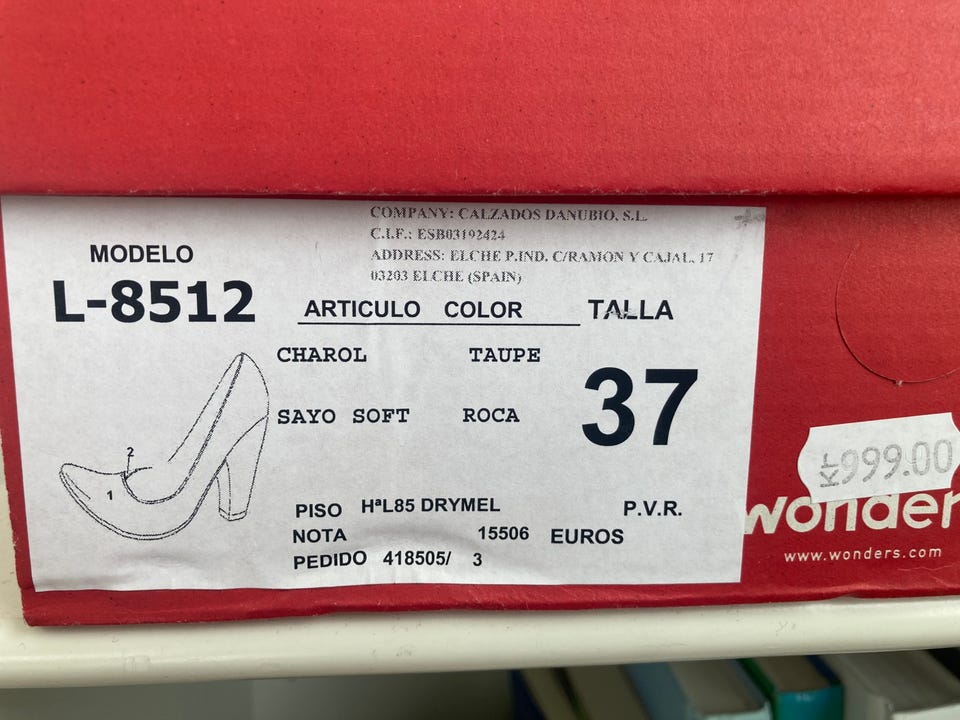 COMPANY: CALZADOS DANUBIO, S.L.
C.I.F.: ESB03192424
ADDRESS: ELCHE P.IND. C/RAMON Y CAJAL, 17
03203 ELCHE (SPAIN)
MODELO
L-8512
ARTICULO COLOR TALLA
CHAROL TAUPE
SAYO SOFT ROCA
37
2
1
PISO HªL85 DRYMEL P.V.R.
NOTA 15506 EUROS
PEDIDO 418505/ 3
999.00
wonder
www.wonders.com